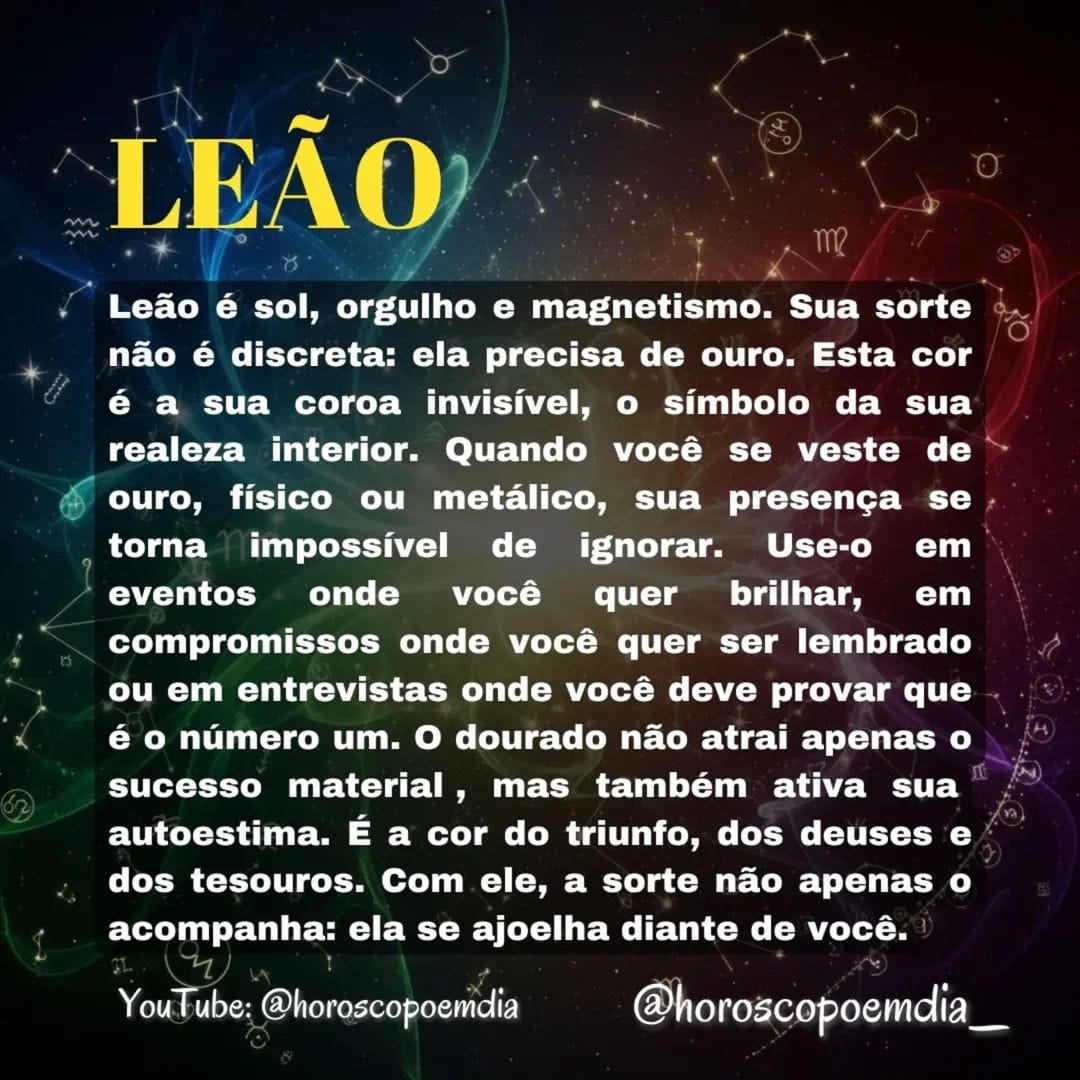 LEÃO
Leão é sol, orgulho e magnetismo. Sua sorte
não é discreta: ela precisa de ouro. Esta cor
é a sua coroa invisível, o símbolo da sua
realeza interior. Quando você se veste de
ouro, físico ou metálico, sua presença se
torna impossível de ignorar. Use-o em
eventos onde você quer brilhar, em
compromissos onde você quer ser lembrado
ou em entrevistas onde você deve provar que
é o número um. O dourado não atrai apenas o
sucesso material , mas também ativa sua
autoestima. É a cor do triunfo, dos deuses e
dos tesouros. Com ele, a sorte não apenas o
acompanha: ela se ajoelha diante de você.
YouTube: @horoscopoemdia
@horoscopoemdia_